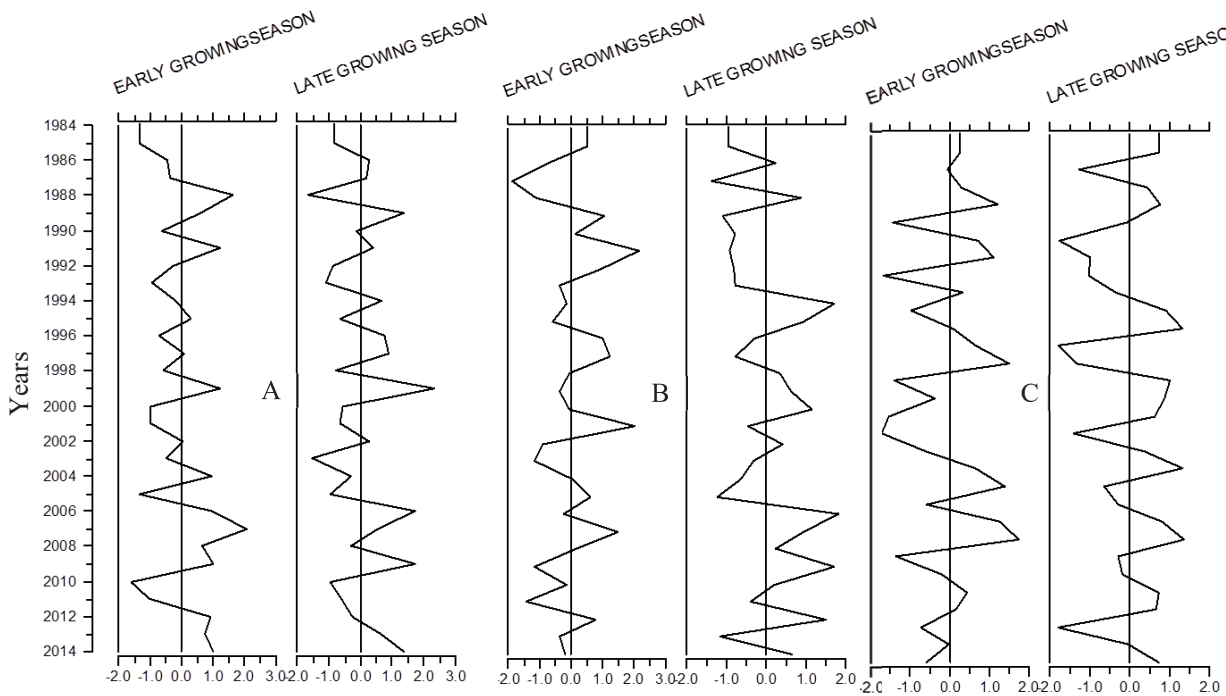 EARLY GROWINGSEASON
LATE GROWING SEASON
EARLY GROWINGSEASON
LATE GROWING SEASON
EARLY GROWINGSEASON
LATE GROWING SEASON
1984
1986
1988
1990
1992
1994
1996
1998
2000
2002
2004
2006
2008
2010
2012
2014
Years
A
B
C
-2.0 -1.0 0.0 1.0 2.0 3.0
-2.0 -1.0 0.0 1.0 2.0 3.0
-2.0 -1.0 0.0 1.0 2.0 3.0
-2.0 -1.0 0.0 1.0 2.0
-2.0 -1.0 0.0 1.0 2.0
-2.0 -1.0 0.0 1.0 2.0